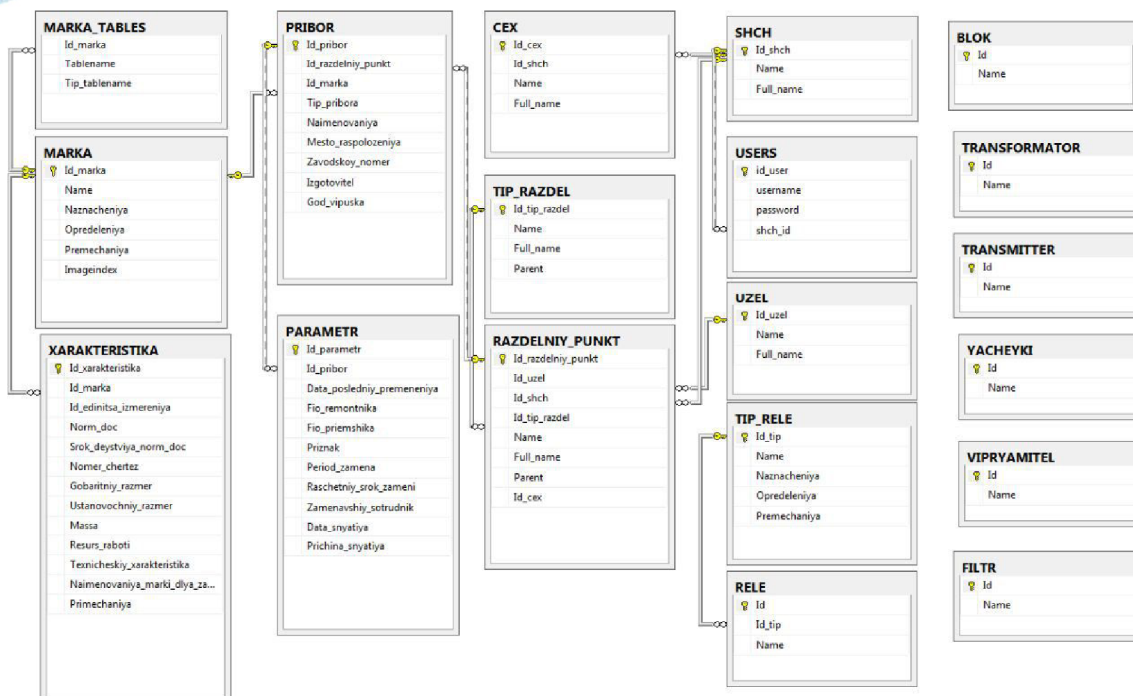 MARKA_TABLES
Id_marka
Tablename
Tip_tablename
MARKA
Id_marka
Name
Naznacheniya
Opredeleniya
Premechaniya
Imageindex
XARAKTERISTIKA
Id_xarakteristika
Id_marka
Id_edinitsa_izmereniya
Norm_doc
Srok_deystviya_norm_doc
Nomer_chertez
Gobaritniy_razmer
Ustanovochniy_razmer
Massa
Resurs_raboti
Texnicheskiy_xarakteristika
Naimenovaniya_marki_dlya_za...
Primechaniya
PRIBOR
Id_pribor
Id_razdelniy_punkt
Id_marka
Tip_pribora
Naimenovaniya
Mesto_raspolozeniya
Zavodskoy_nomer
Izgotovitel
God_vipuska
PARAMETR
Id_parametr
Id_pribor
Data_posledniy_premeneniya
Fio_remontnika
Fio_priemshika
Priznak
Period_zamena
Raschetniy_srok_zameni
Zamenavshiy_sotrudnik
Data_snyatiya
Prichina_snyatiya
CEX
Id_cex
Id_shch
Name
Full_name
TIP_RAZDEL
Id_tip_razdel
Name
Full_name
Parent
RAZDELNIY_PUNKT
Id_razdelniy_punkt
Id_uzel
Id_shch
Id_tip_razdel
Name
Full_name
Parent
Id_cex
SHCH
Id_shch
Name
Full_name
USERS
id_user
username
password
shch_id
UZEL
Id_uzel
Name
Full_name
TIP_RELE
Id_tip
Name
Naznacheniya
Opredeleniya
Premechaniya
RELE
Id
Id_tip
Name
BLOK
Id
Name
TRANSFORMATOR
Id
Name
TRANSMITTER
Id
Name
YACHEYKI
Id
Name
VIPRYAMITEL
Id
Name
FILTR
Id
Name